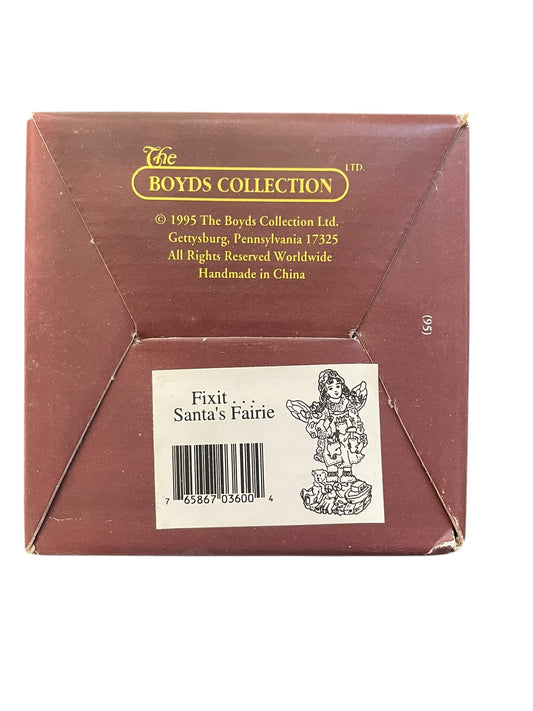 The
BOYDS COLLECTION LTD.
© 1995 The Boyds Collection Ltd.
Gettysburg, Pennsylvania 17325
All Rights Reserved Worldwide
Handmade in China
(95)
Fixit . . . .
Santa's Fairie
7 65867 03600 4